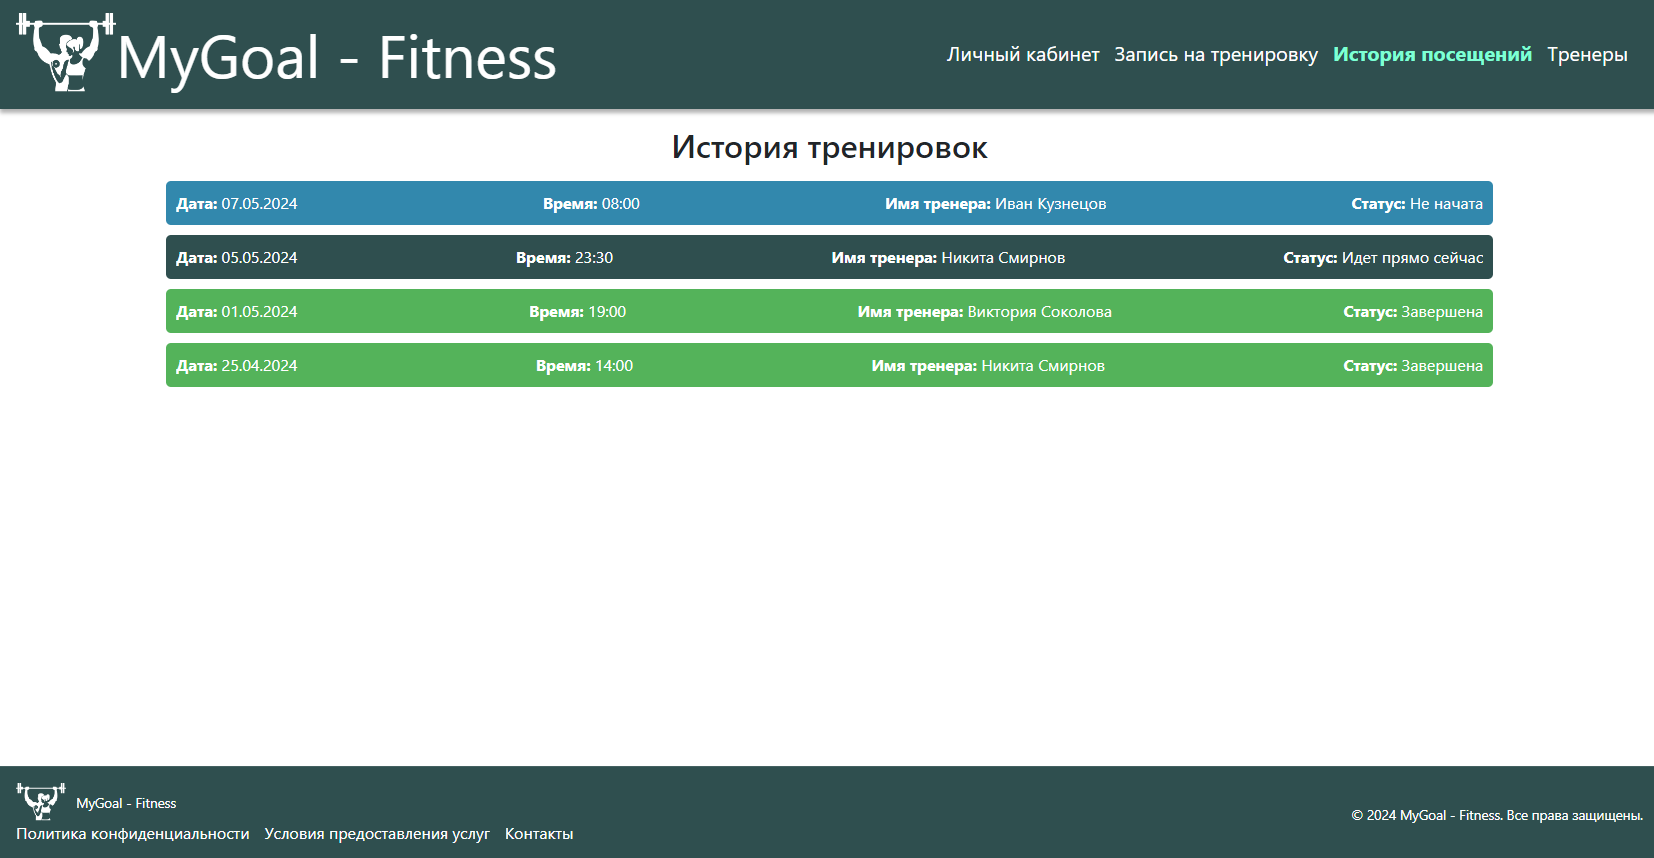 MyGoal - Fitness
Личный кабинет Запись на тренировку История посещений Тренеры
История тренировок
Дата: 07.05.2024 Время: 08:00 Имя тренера: Иван Кузнецов Статус: Не начата
Дата: 05.05.2024 Время: 23:30 Имя тренера: Никита Смирнов Статус: Идет прямо сейчас
Дата: 01.05.2024 Время: 19:00 Имя тренера: Виктория Соколова Статус: Завершена
Дата: 25.04.2024 Время: 14:00 Имя тренера: Никита Смирнов Статус: Завершена
MyGoal - Fitness
Политика конфиденциальности Условия предоставления услуг Контакты
© 2024 MyGoal - Fitness. Все права защищены.